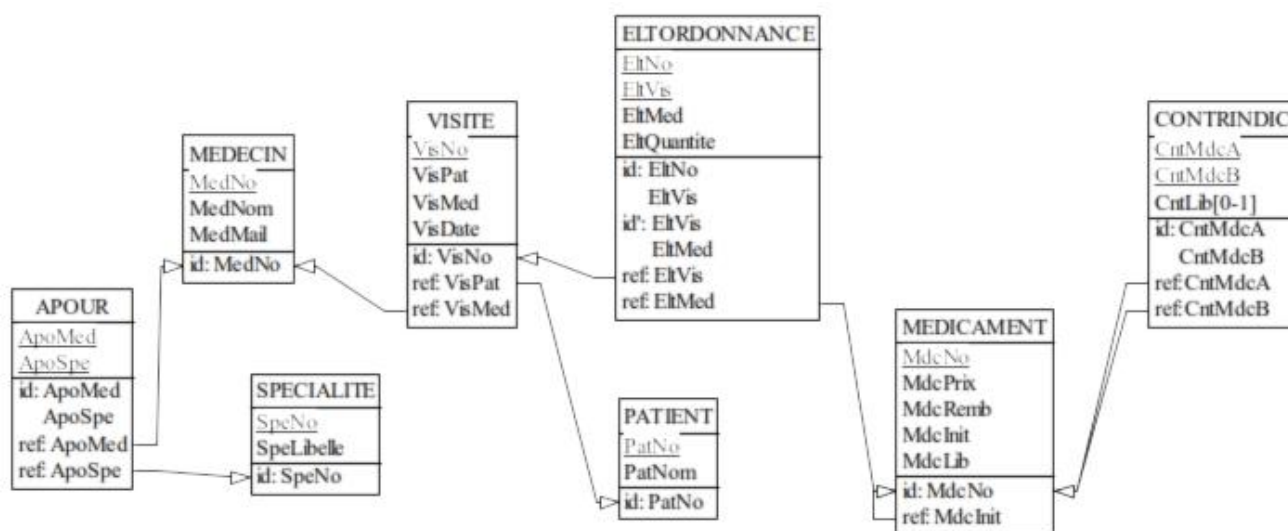 ELTORDONNANCE
EltNo
EltVis
EltMed
EltQuantite
id: EltNo
EltVis
id': EltVis
EltMed
ref: EltVis
ref: EltMed
VISITE
VisNo
VisPat
VisMed
VisDate
id: VisNo
ref: VisPat
ref: VisMed
CONTRINDIC
CntMdcA
CntMdcB
CntLib[0-1]
id: CntMdcA
CntMdcB
ref:CntMdcA
ref:CntMdcB
MEDECIN
MedNo
MedNom
MedMail
id: MedNo
APOUR
ApoMed
ApoSpe
id: ApoMed
ApoSpe
ref: ApoMed
ref: ApoSpe
SPECIALITE
SpeNo
SpeLibelle
id: SpeNo
PATIENT
PatNo
PatNom
id: PatNo
MEDICAMENT
MdcNo
MdcPrix
MdcRemb
MdcInit
MdcLib
id: MdcNo
ref: MdcInit